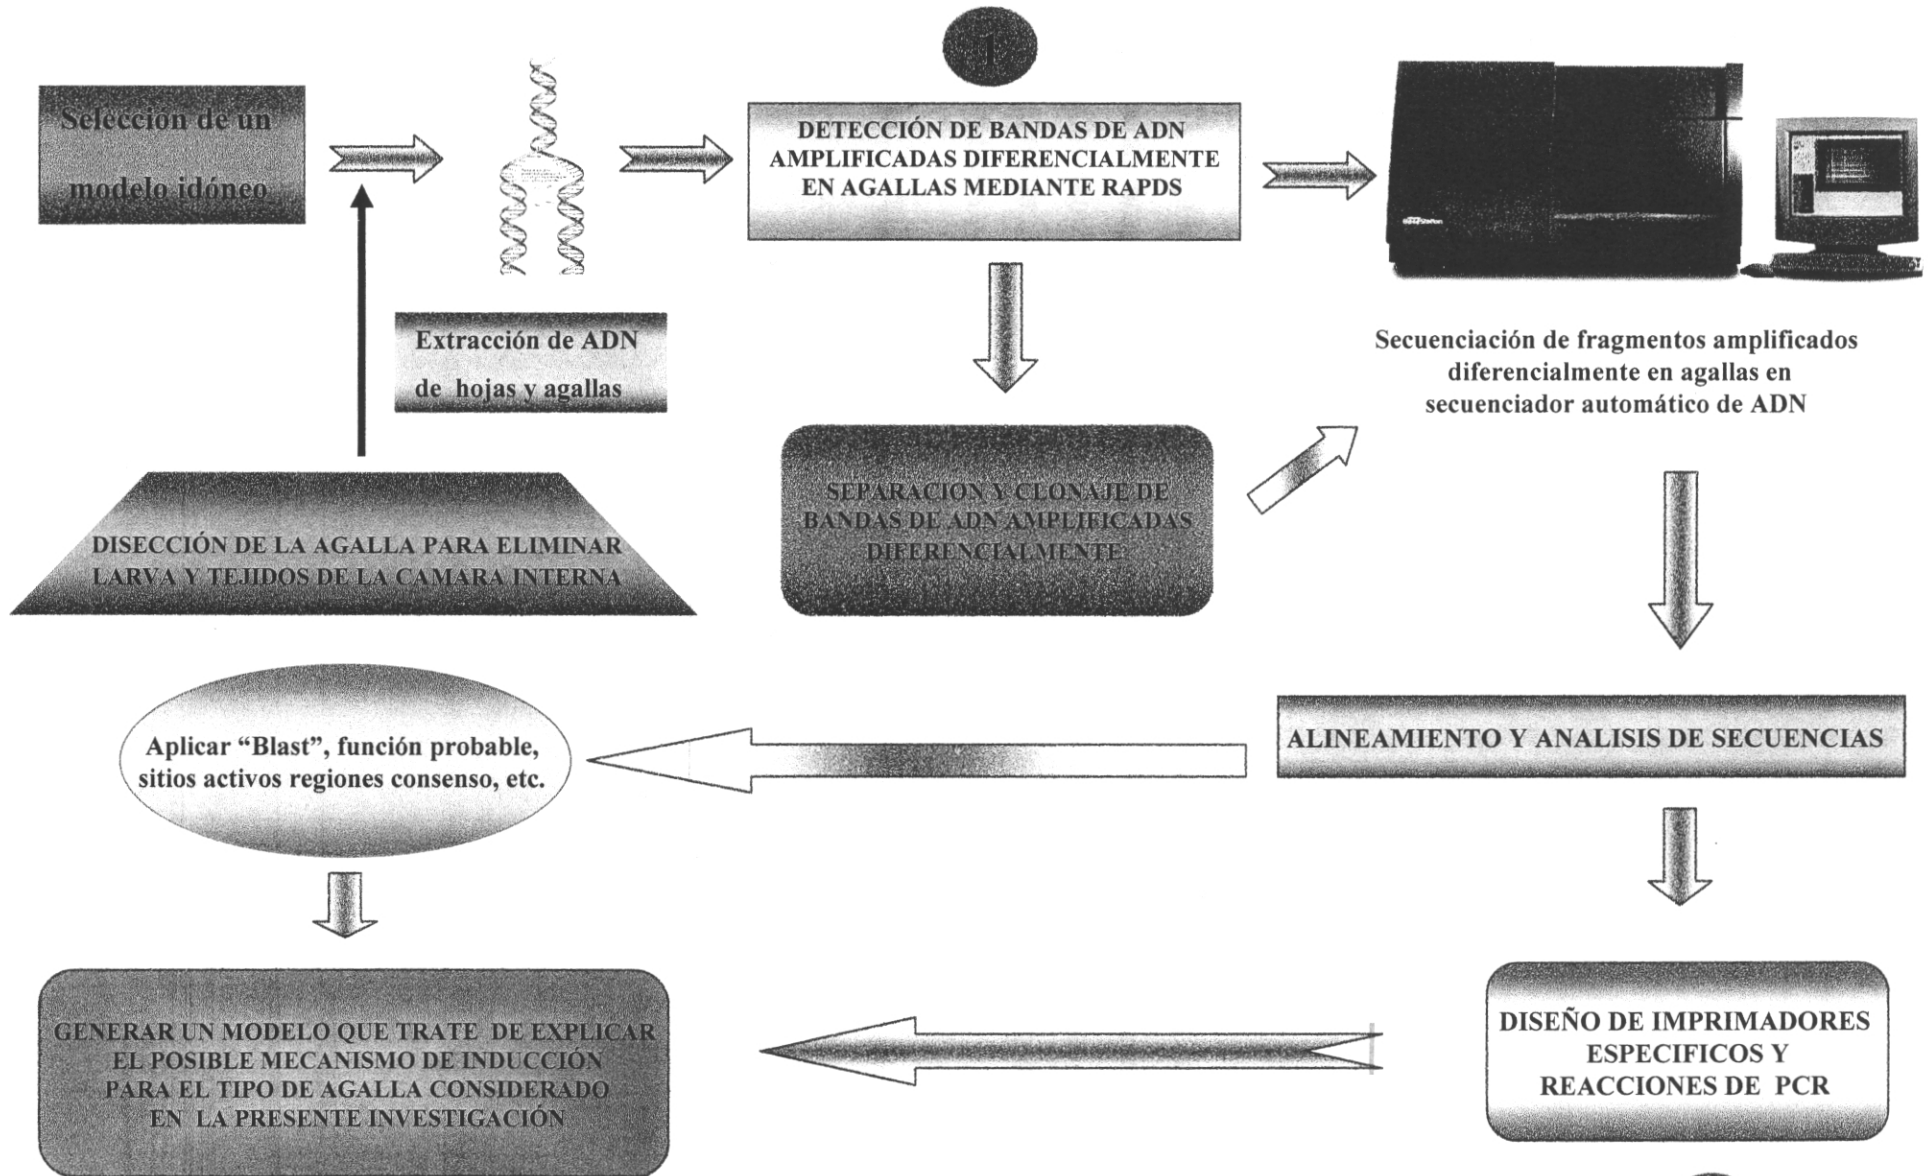 1
Selección de un
modelo idóneo
DETECCIÓN DE BANDAS DE ADN
AMPLIFICADAS DIFERENCIALMENTE
EN AGALLAS MEDIANTE RAPDS
Extracción de ADN
de hojas y agallas
Secuenciación de fragmentos amplificados
diferencialmente en agallas en
secuenciador automático de ADN
DISECCIÓN DE LA AGALLA PARA ELIMINAR
LARVA Y TEJIDOS DE LA CAMARA INTERNA
SEPARACION Y CLONAJE DE
BANDAS DE ADN AMPLIFICADAS
DIFERENCIALMENTE
ALINEAMIENTO Y ANALISIS DE SECUENCIAS
Aplicar “Blast”, función probable,
sitios activos regiones consenso, etc.
GENERAR UN MODELO QUE TRATE DE EXPLICAR
EL POSIBLE MECANISMO DE INDUCCIÓN
PARA EL TIPO DE AGALLA CONSIDERADO
EN LA PRESENTE INVESTIGACIÓN
DISEÑO DE IMPRIMADORES
ESPECIFICOS Y
REACCIONES DE PCR